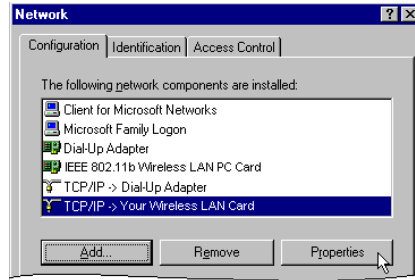 Network
Configuration Identification Access Control
The following network components are installed:
Client for Microsoft Networks
Microsoft Family Logon
Dial-Up Adapter
IEEE 802.11b Wireless LAN PC Card
TCP/IP -> Dial-Up Adapter
TCP/IP -> Your Wireless LAN Card
Add... Remove Properties